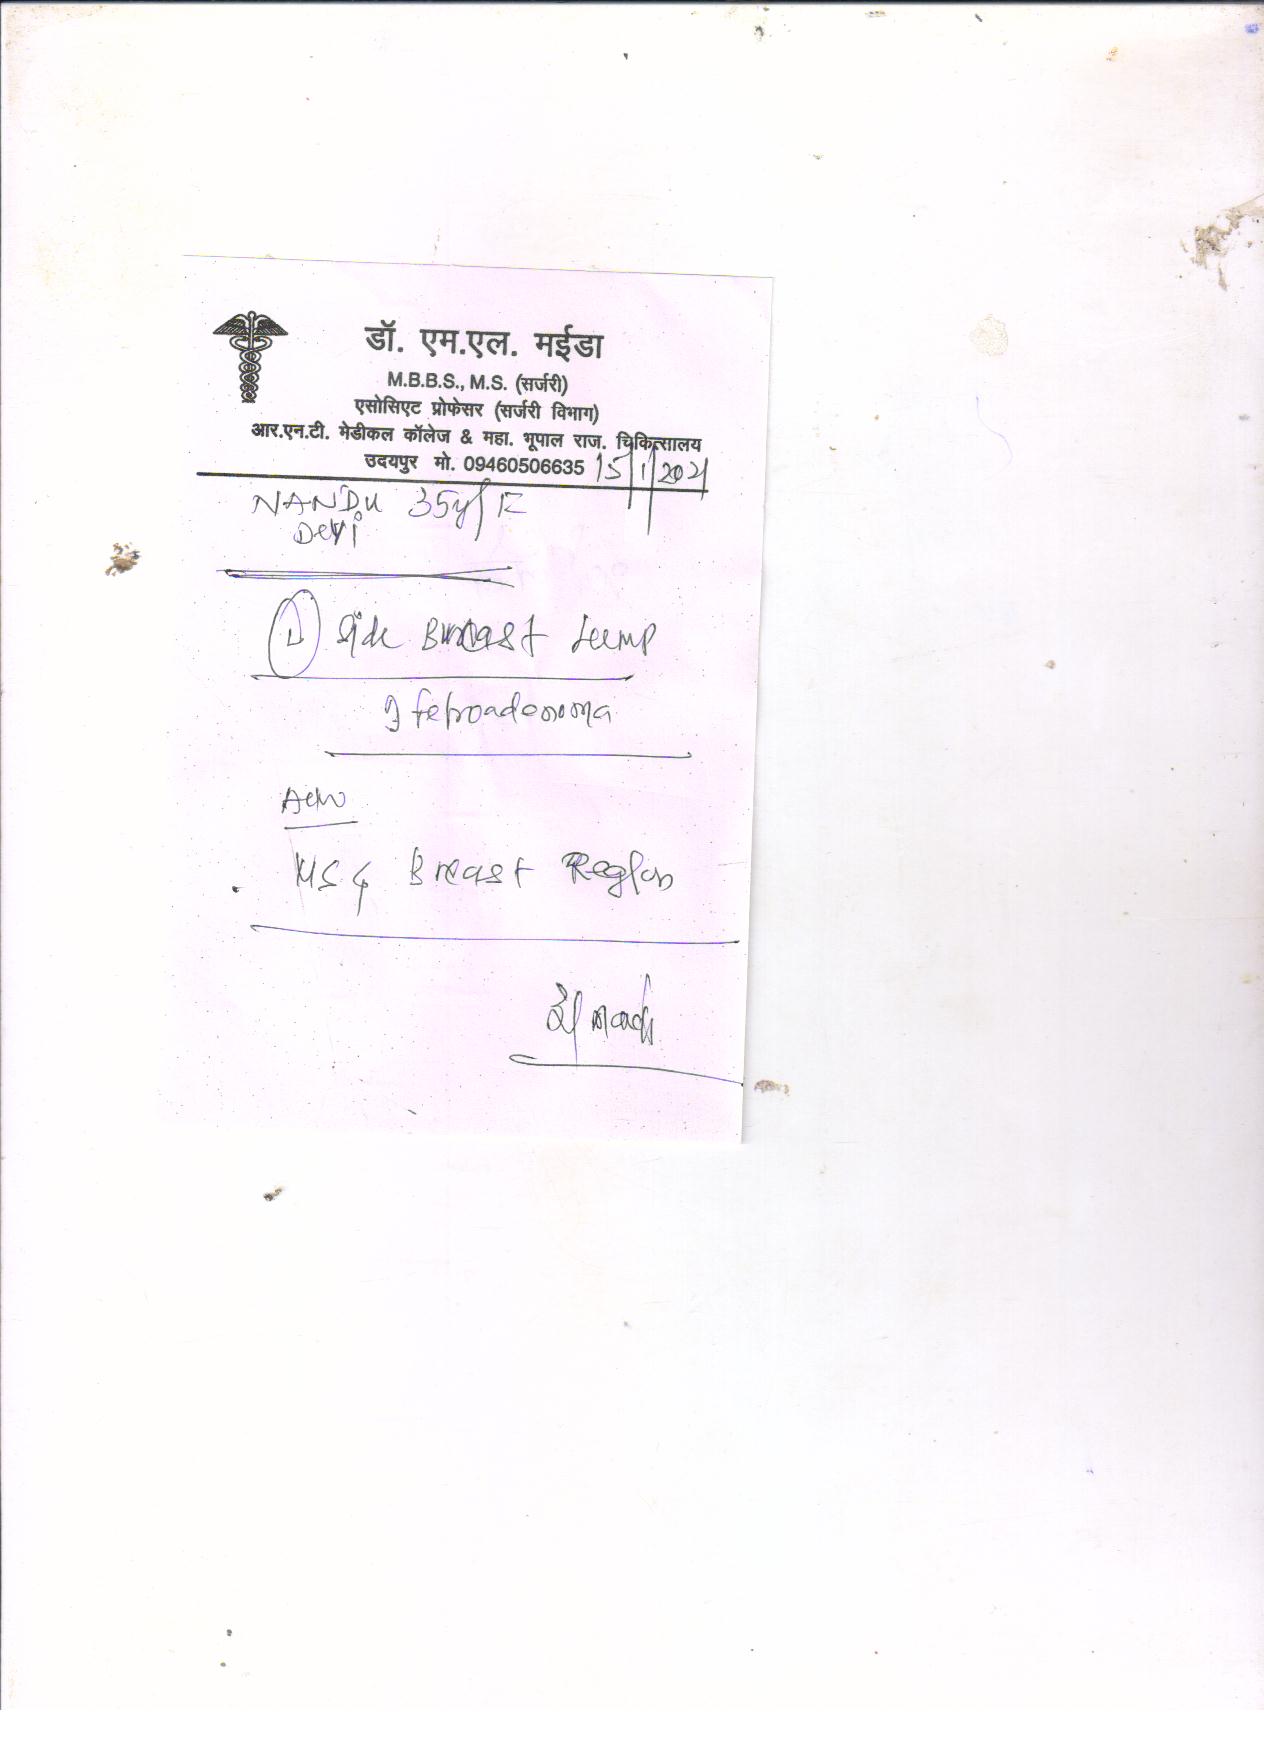 डॉ. एम.एल. मईडा
M.B.B.S., M.S. (सर्जरी)
एसोसिएट प्रोफेसर (सर्जरी विभाग)
आर.एन.टी. मेडीकल कॉलेज & महा. भूपाल राज. चिकित्सालय
उदयपुर मो. 09460506635 15/1/2021
NANDU 35y/F
Devi
L Side Breast Lump
? febroadenoma
Adv
USG Breast Region